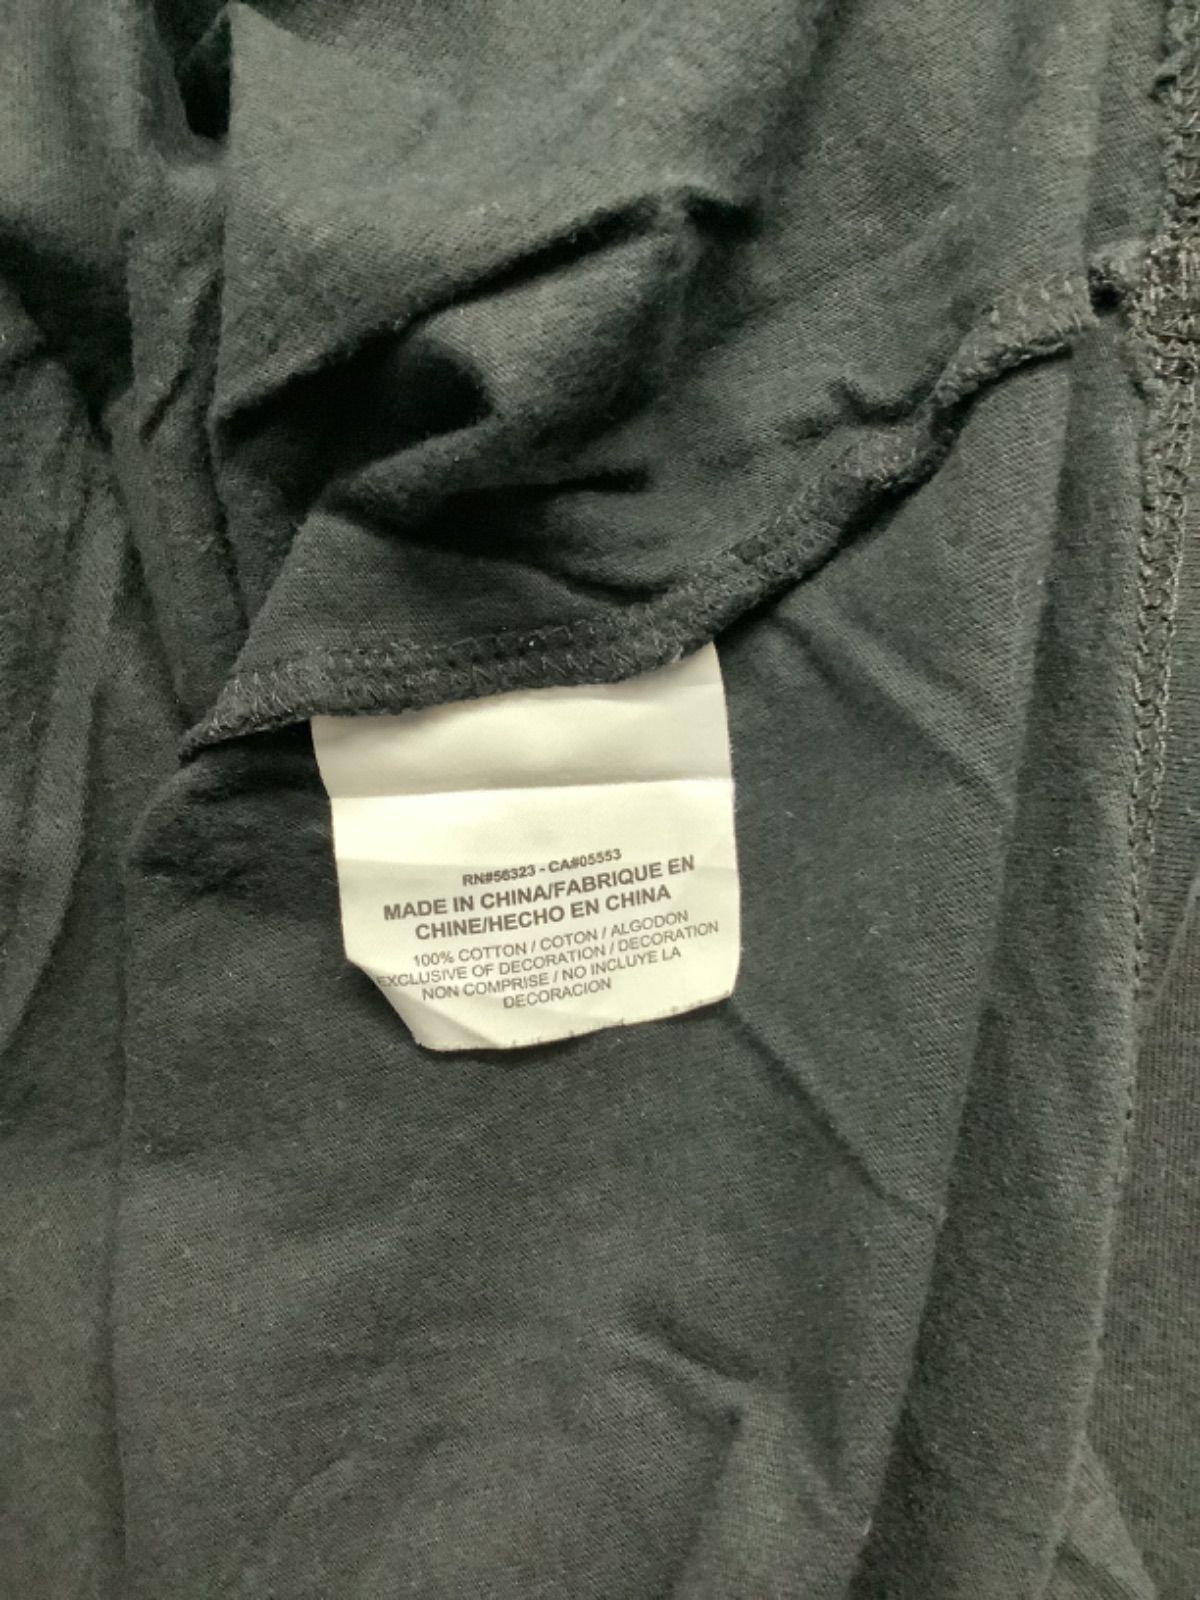 RN#56323 - CA#05553
MADE IN CHINA/FABRIQUE EN
CHINE/HECHO EN CHINA
100% COTTON / COTON / ALGODON
EXCLUSIVE OF DECORATION / DECORATION
NON COMPRISE / NO INCLUYE LA
DECORACION